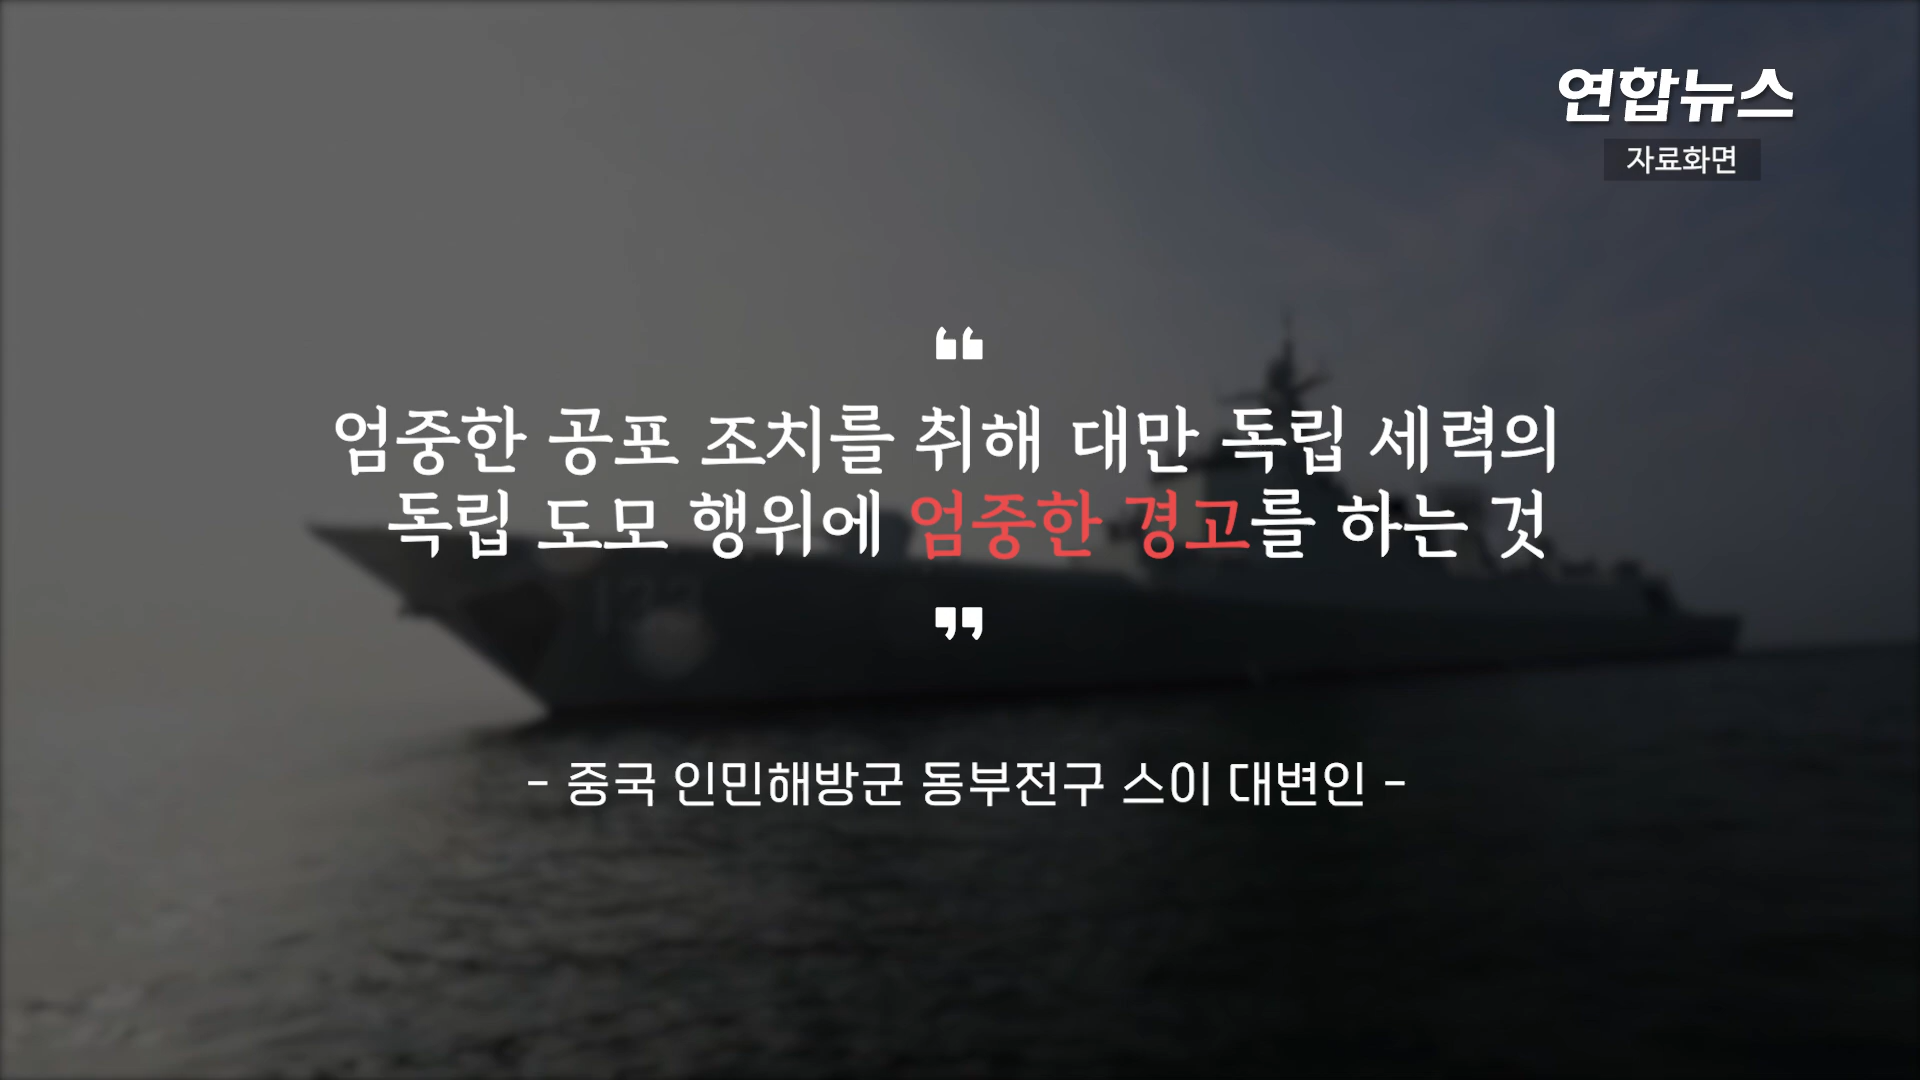 연합뉴스
자료화면
❝
엄중한 공포 조치를 취해 대만 독립 세력의
독립 도모 행위에 엄중한 경고를 하는 것
❞
- 중국 인민해방군 동부전구 스이 대변인 -